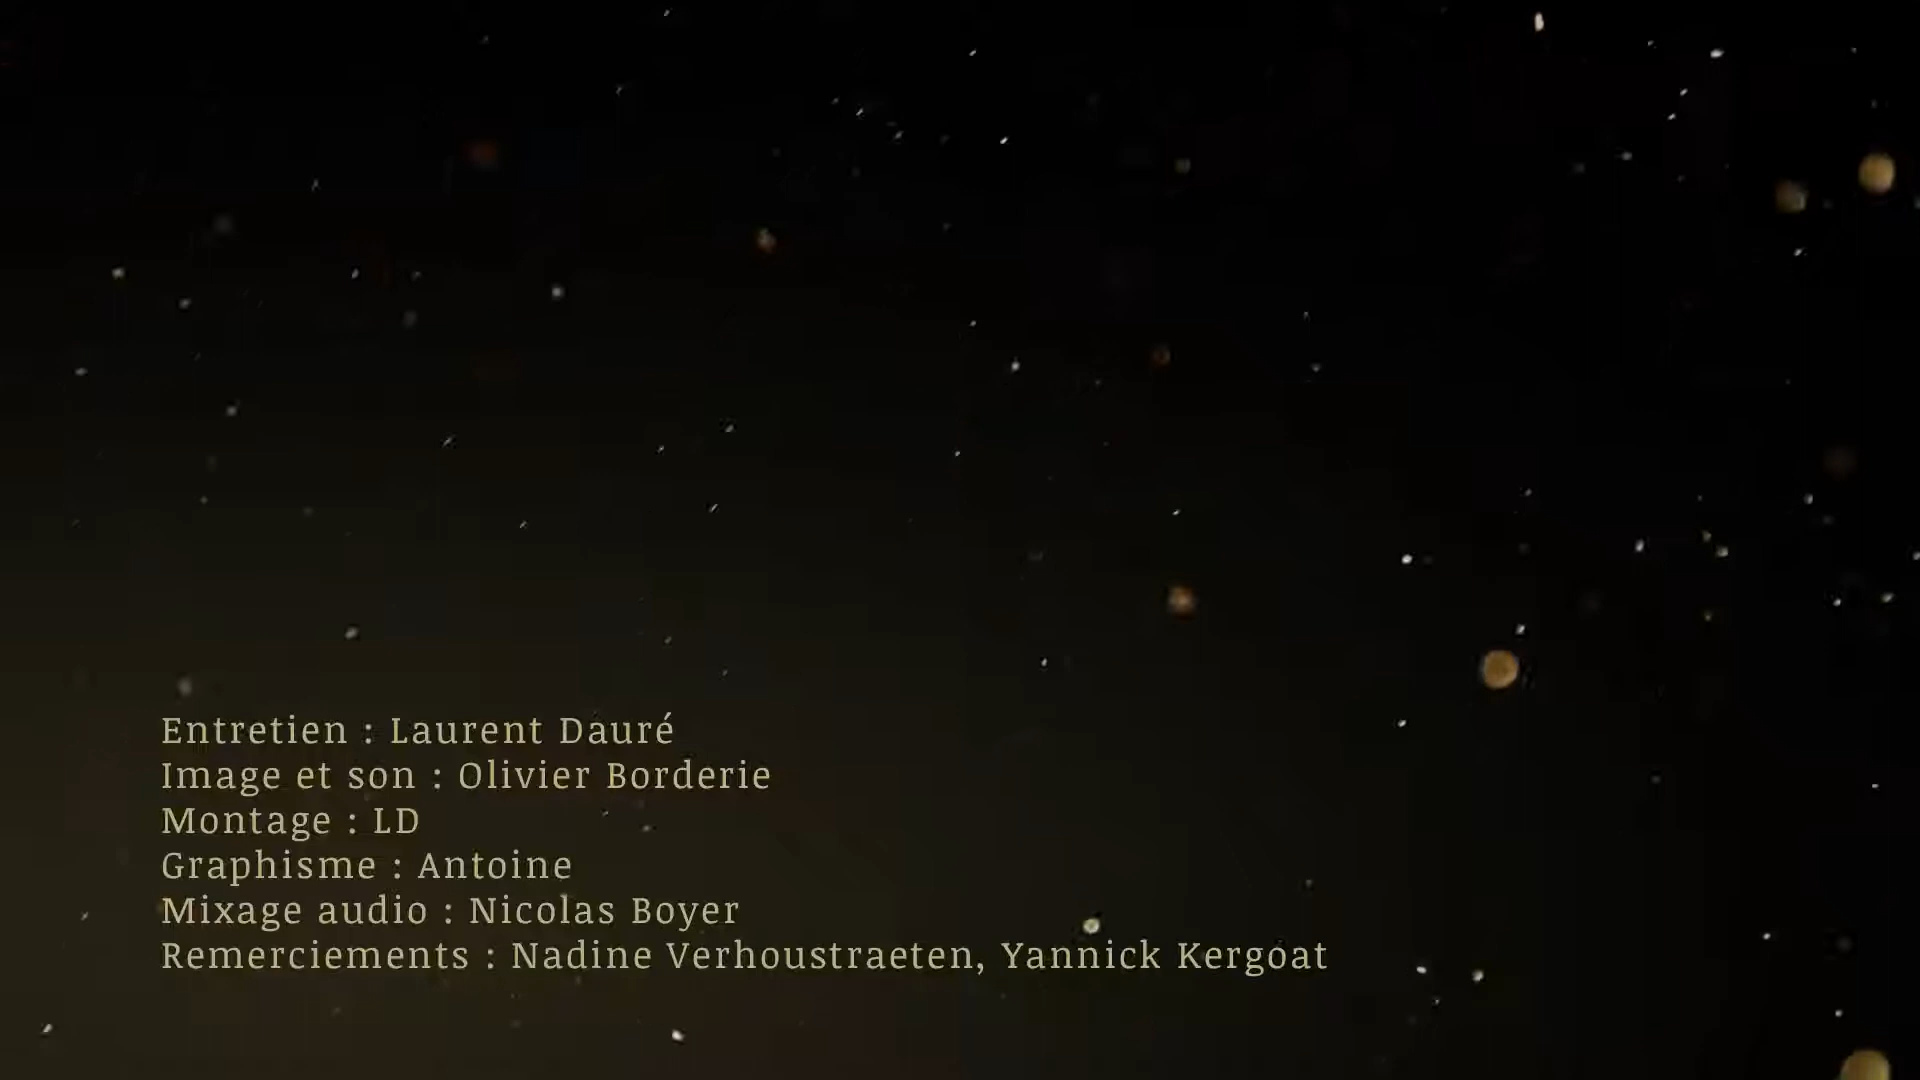 Entretien : Laurent Dauré
Image et son : Olivier Borderie
Montage : LD
Graphisme : Antoine
Mixage audio : Nicolas Boyer
Remerciements : Nadine Verhoustraeten, Yannick Kergoat